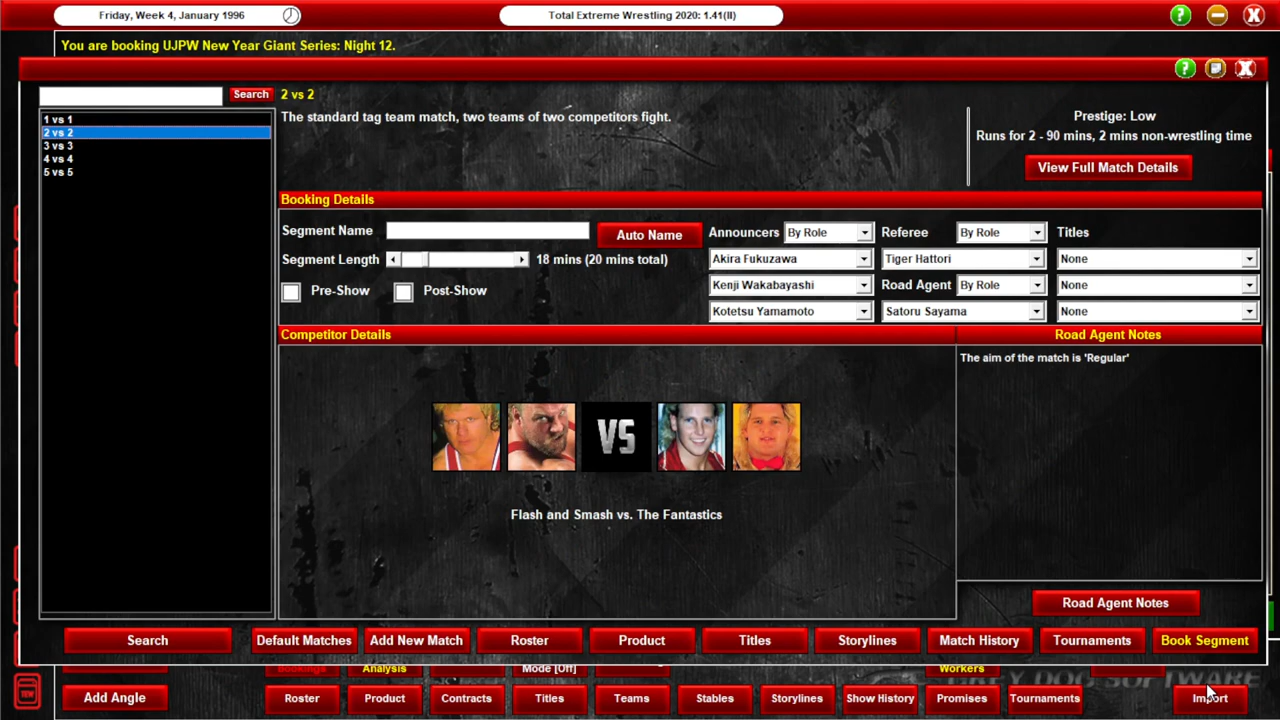 Friday, Week 4, January 1996
Total Extreme Wrestling 2020: 1.41(II)
You are booking UJPW New Year Giant Series: Night 12.
Search
2 vs 2
1 vs 1
2 vs 2
3 vs 3
4 vs 4
5 vs 5
The standard tag team match, two teams of two competitors fight.
Prestige: Low
Runs for 2 - 90 mins, 2 mins non-wrestling time
View Full Match Details
Booking Details
Segment Name
Auto Name
Announcers
By Role
Referee
By Role
Titles
Segment Length
18 mins (20 mins total)
Akira Fukuzawa
Tiger Hattori
None
Pre-Show
Post-Show
Kenji Wakabayashi
Road Agent
By Role
None
Kotetsu Yamamoto
Satoru Sayama
None
Competitor Details
Road Agent Notes
The aim of the match is 'Regular'
VS
Flash and Smash vs. The Fantastics
Road Agent Notes
Search
Default Matches
Add New Match
Roster
Product
Titles
Storylines
Match History
Tournaments
Book Segment
Bookings
Analysis
Mode [Off]
Workers
GREY DOG SOFTWARE
Add Angle
Roster
Product
Contracts
Titles
Teams
Stables
Storylines
Show History
Promises
Tournaments
Import